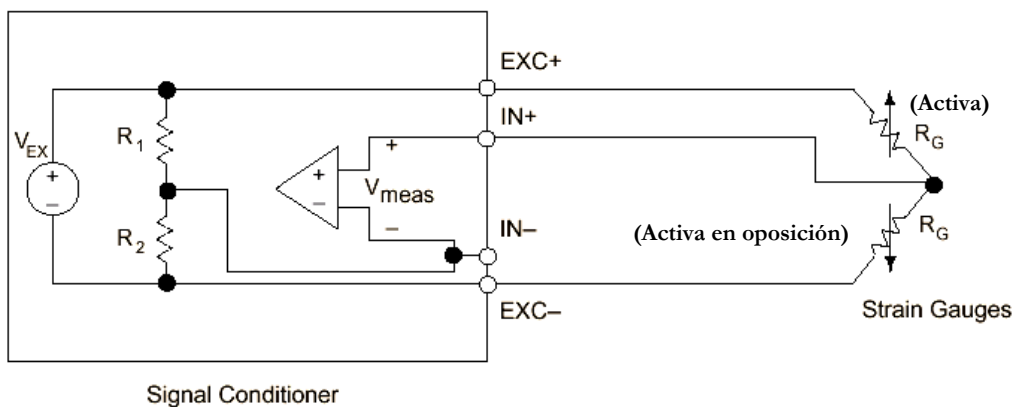 EXC+
IN+
(Activa)
R1
RG
VEX
+
+
+
Vmeas
–
–
–
R2
IN–
(Activa en oposición)
RG
EXC–
Strain Gauges
Signal Conditioner